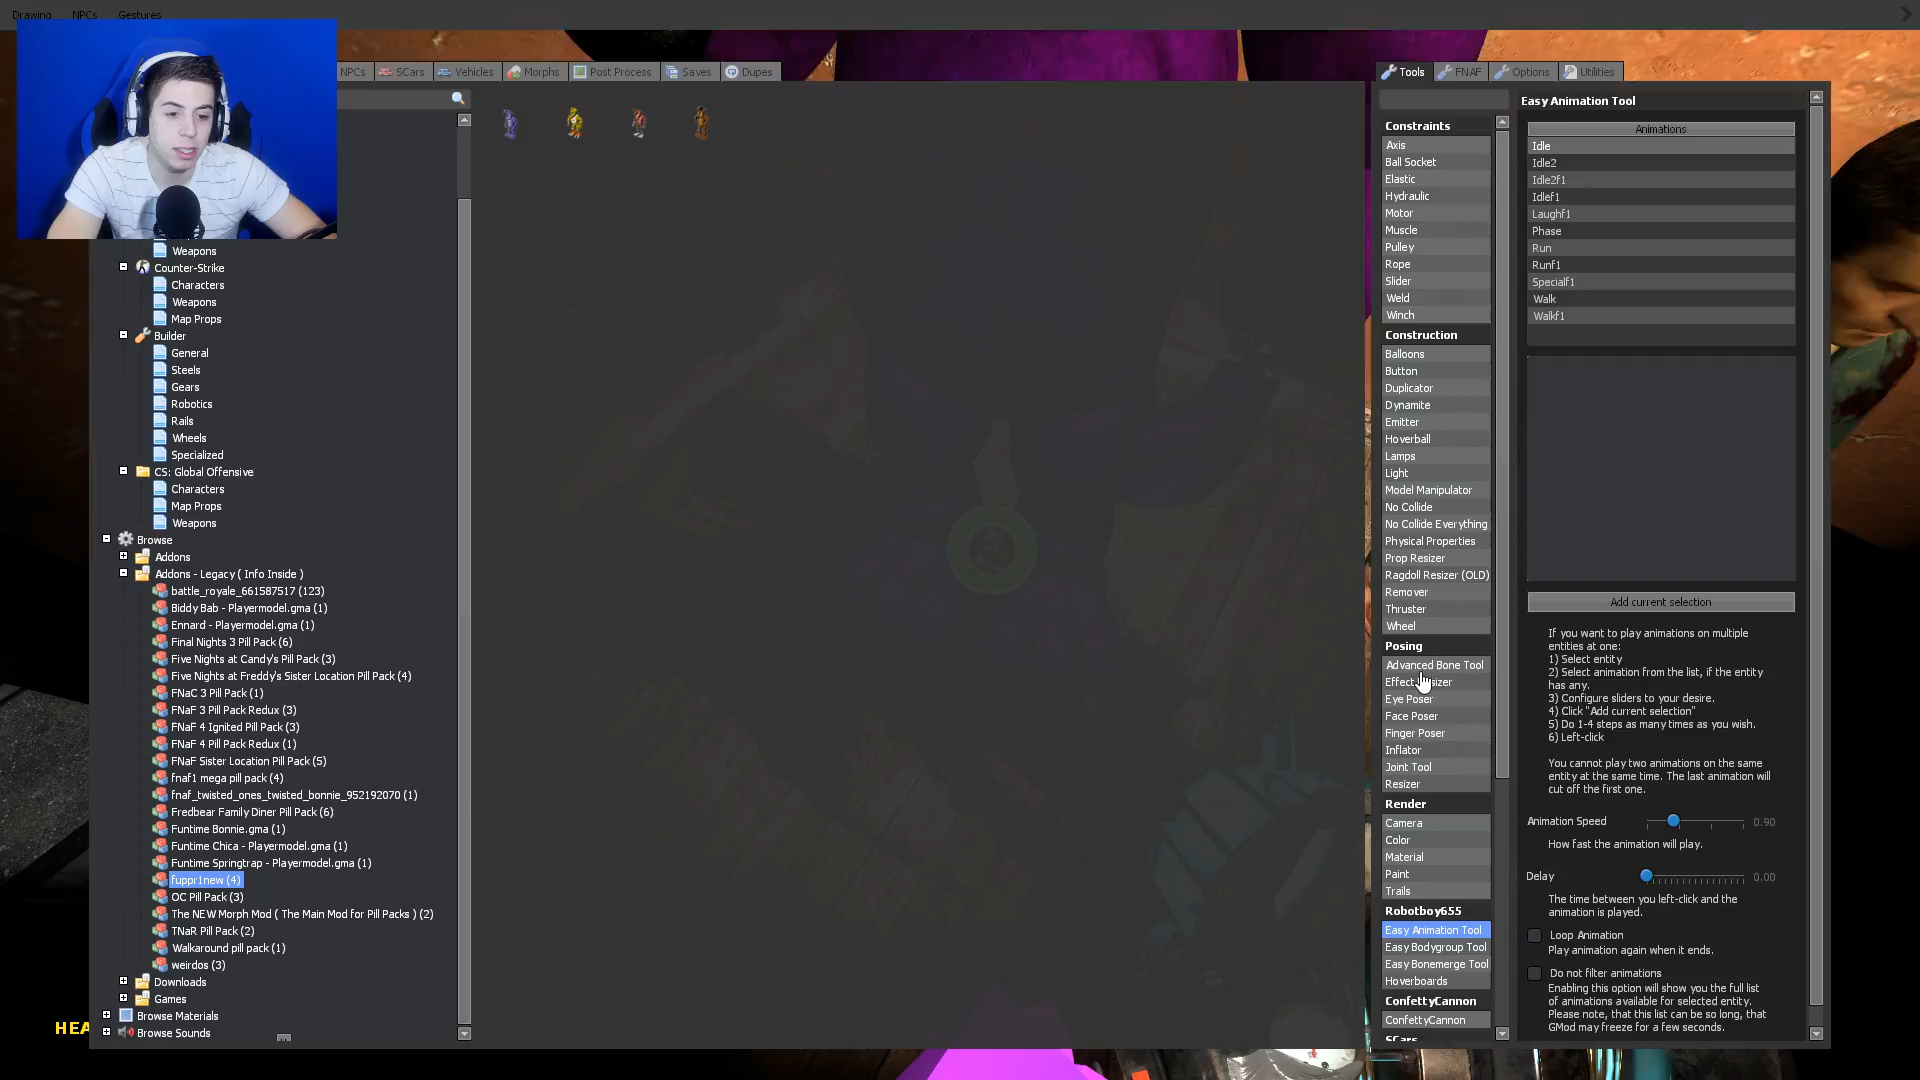 Drawing NPCs Gestures
NPCs SCars Vehicles Morphs Post Process Saves Dupes
Weapons
Counter-Strike
Characters
Weapons
Map Props
Builder
General
Steels
Gears
Robotics
Rails
Wheels
Specialized
CS: Global Offensive
Characters
Map Props
Weapons
Browse
Addons
Addons - Legacy ( Info Inside )
battle_royale_661587517 (123)
Biddy Bab - Playermodel.gma (1)
Ennard - Playermodel.gma (1)
Final Nights 3 Pill Pack (6)
Five Nights at Candy's Pill Pack (3)
Five Nights at Freddy's Sister Location Pill Pack (4)
FNaC 3 Pill Pack (1)
FNaF 3 Pill Pack Redux (3)
FNaF 4 Ignited Pill Pack (3)
FNaF 4 Pill Pack Redux (1)
FNaF Sister Location Pill Pack (5)
fnaf1 mega pill pack (4)
fnaf_twisted_ones_twisted_bonnie_952192070 (1)
Fredbear Family Diner Pill Pack (6)
Funtime Bonnie.gma (1)
Funtime Chica - Playermodel.gma (1)
Funtime Springtrap - Playermodel.gma (1)
fuppr1new (4)
OC Pill Pack (3)
The NEW Morph Mod ( The Main Mod for Pill Packs ) (2)
TNaR Pill Pack (2)
Walkaround pill pack (1)
weirdos (3)
Downloads
Games
Browse Materials
Browse Sounds
HEA
Tools FNAF Options Utilities
Constraints
Axis
Ball Socket
Elastic
Hydraulic
Motor
Muscle
Pulley
Rope
Slider
Weld
Winch
Construction
Balloons
Button
Duplicator
Dynamite
Emitter
Hoverball
Lamps
Light
Model Manipulator
No Collide
No Collide Everything
Physical Properties
Prop Resizer
Ragdoll Resizer (OLD)
Remover
Thruster
Wheel
Posing
Advanced Bone Tool
Effect Resizer
Eye Poser
Face Poser
Finger Poser
Inflator
Joint Tool
Resizer
Render
Camera
Color
Material
Paint
Trails
Robotboy655
Easy Animation Tool
Easy Bodygroup Tool
Easy Bonemerge Tool
Hoverboards
ConfettyCannon
ConfettyCannon
SCars
Easy Animation Tool
Animations
Idle
Idle2
Idle2f1
Idlef1
Laughf1
Phase
Run
Runf1
Specialf1
Walk
Walkf1
Add current selection
If you want to play animations on multiple
entities at one:
1) Select entity
2) Select animation from the list, if the entity
has any.
3) Configure sliders to your desire.
4) Click "Add current selection"
5) Do 1-4 steps as many times as you wish.
6) Left-click
You cannot play two animations on the same
entity at the same time. The last animation will
cut off the first one.
Animation Speed 0.90
How fast the animation will play.
Delay 0.00
The time between you left-click and the
animation is played.
Loop Animation
Play animation again when it ends.
Do not filter animations
Enabling this option will show you the full list
of animations available for selected entity.
Please note, that this list can be so long, that
GMod may freeze for a few seconds.